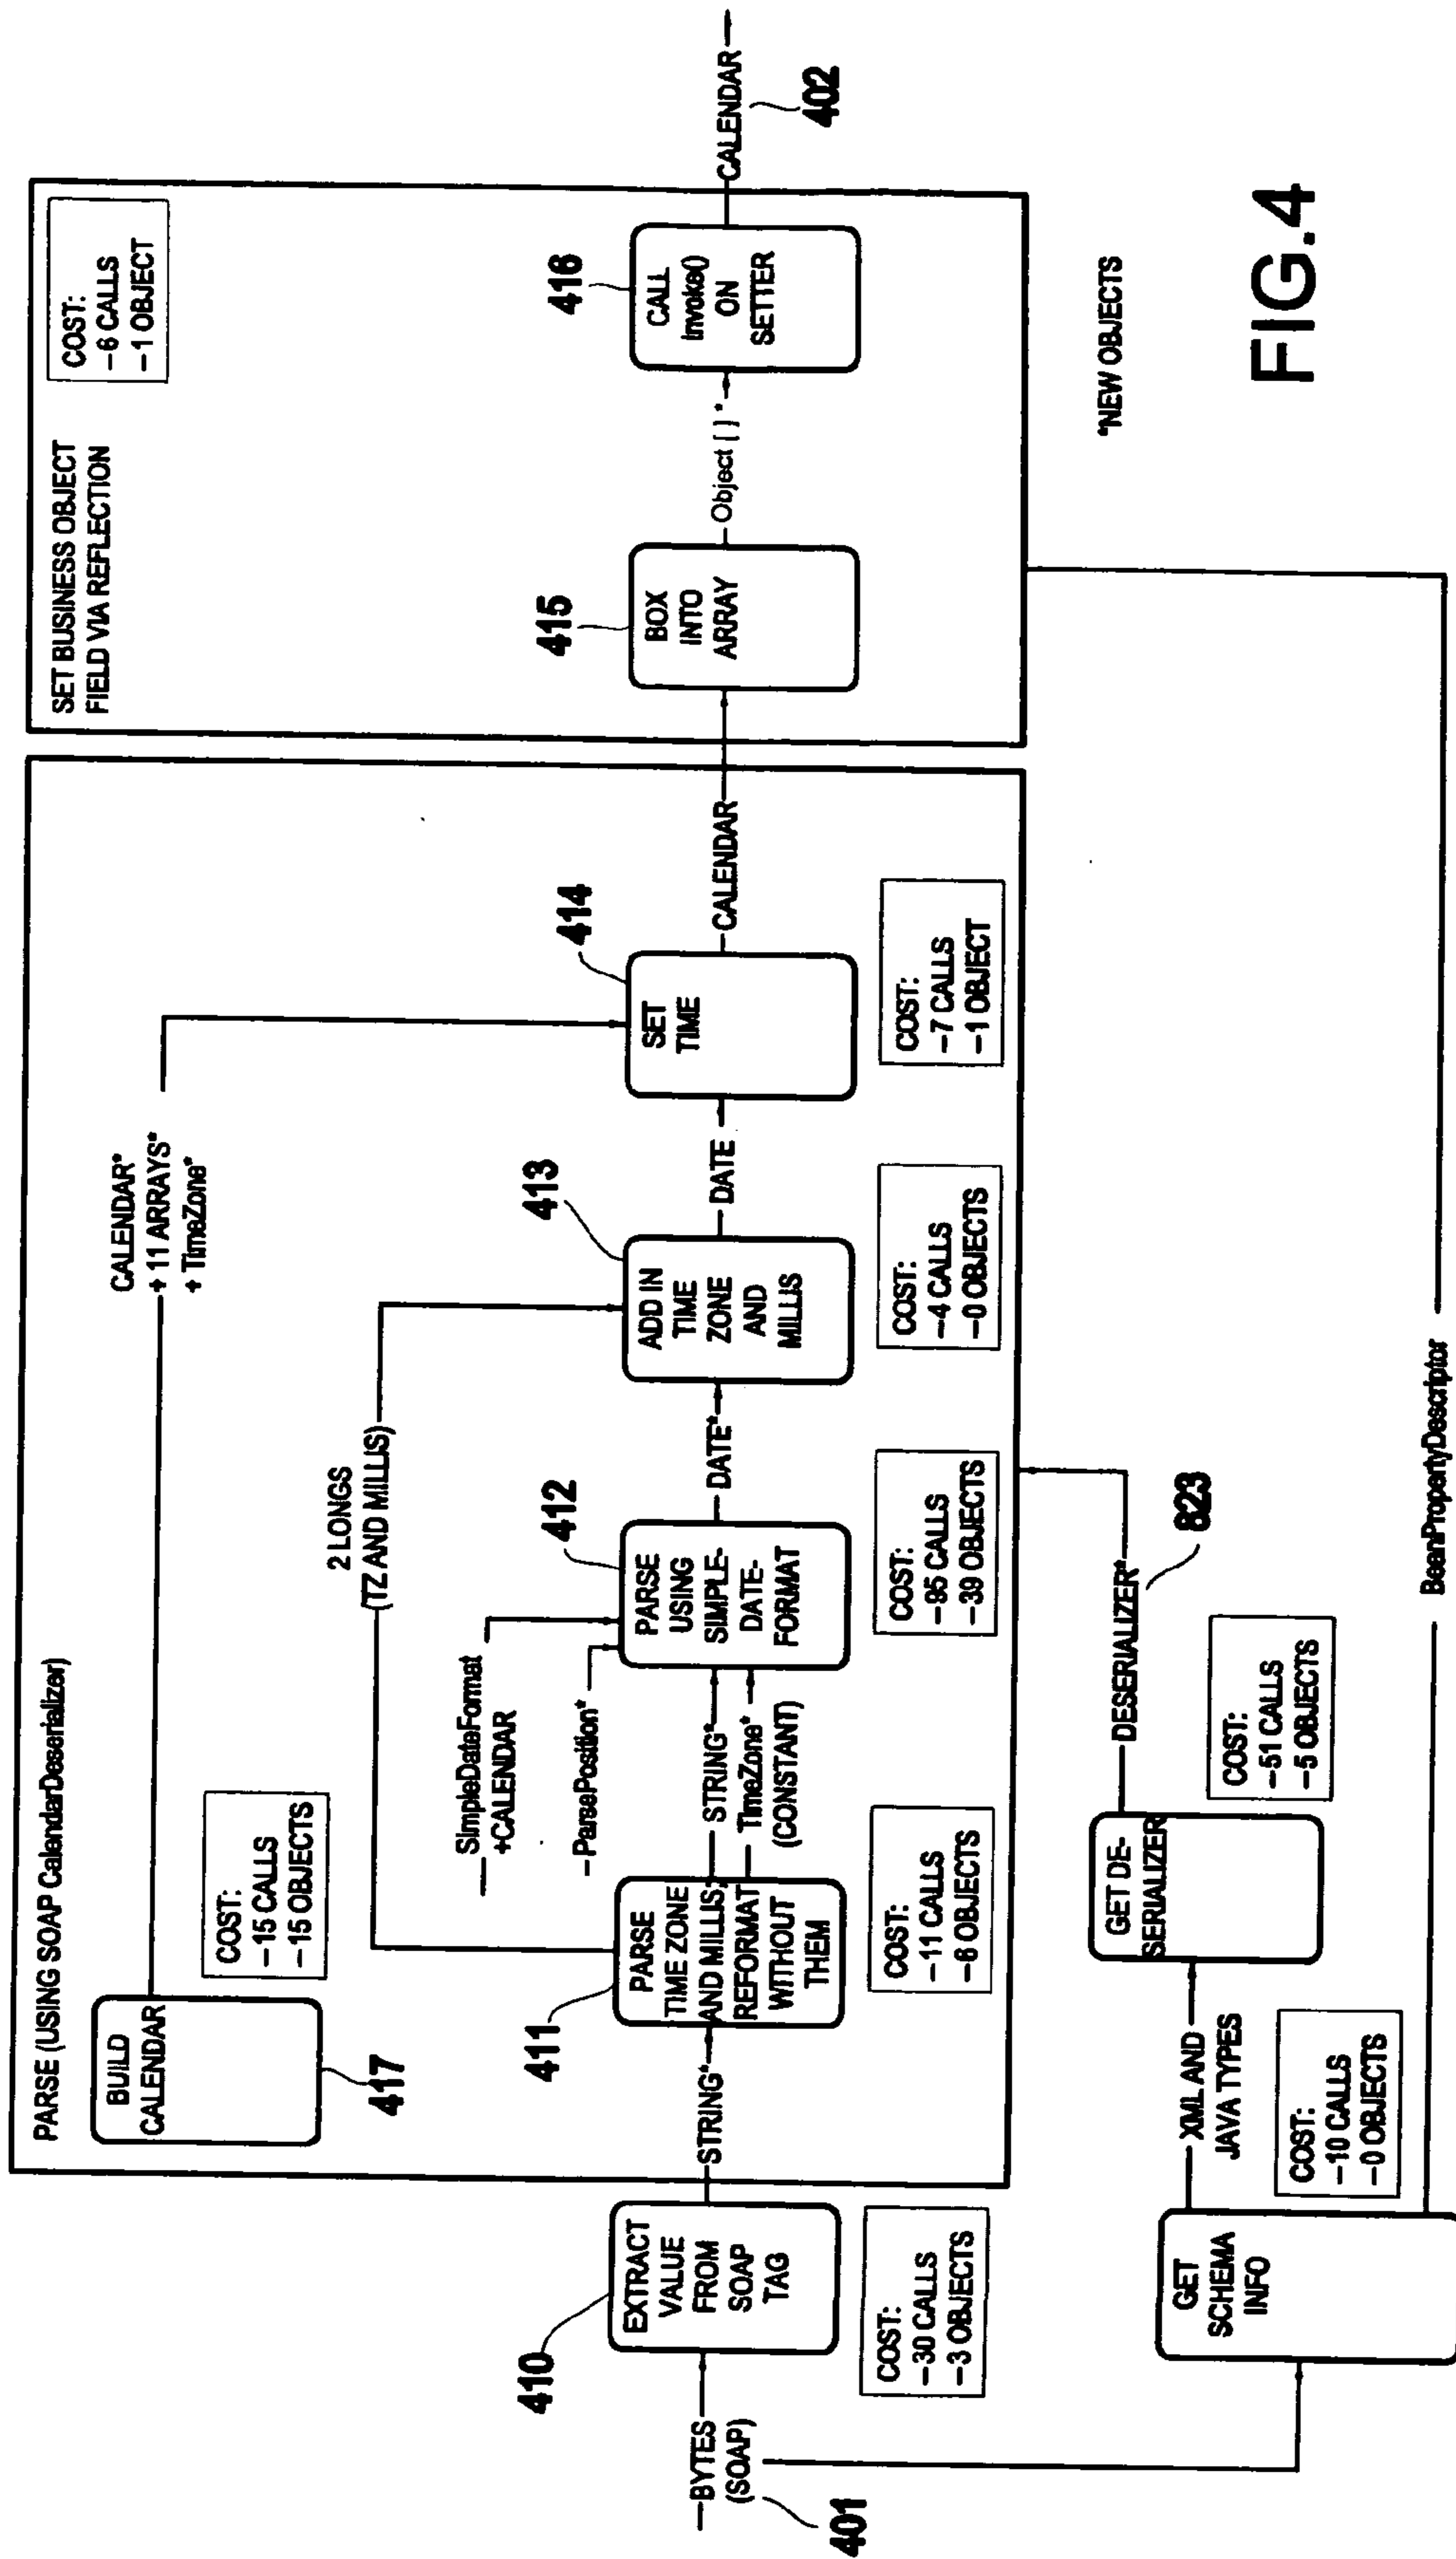 PARSE (USING SOAP CalendarDeserializer)
BUILD
CALENDAR
417
COST:
–15 CALLS
–15 OBJECTS
CALENDAR*
+ 11 ARRAYS*
+ TimeZone*
2 LONGS
(TZ AND MILLIS)
SimpleDateFormat
+CALENDAR
ParsePosition*
BYTES
(SOAP)
401
410
EXTRACT
VALUE
FROM
SOAP
TAG
COST:
–30 CALLS
–3 OBJECTS
STRING*
411
PARSE
TIME ZONE
AND MILLIS;
REFORMAT
WITHOUT
THEM
COST:
–11 CALLS
–6 OBJECTS
STRING*
TimeZone*
(CONSTANT)
412
PARSE
USING
SIMPLE-
DATE-
FORMAT
COST:
–95 CALLS
–39 OBJECTS
DATE*
413
ADD IN
TIME
ZONE
AND
MILLIS
COST:
–4 CALLS
–0 OBJECTS
DATE
414
SET
TIME
COST:
–7 CALLS
–1 OBJECT
CALENDAR
SET BUSINESS OBJECT
FIELD VIA REFLECTION
COST:
–6 CALLS
–1 OBJECT
415
BOX
INTO
ARRAY
Object [ ] *
416
CALL
Invoke()
ON
SETTER
CALENDAR
402
GET
SCHEMA
INFO
XML AND
JAVA TYPES
COST:
–10 CALLS
–0 OBJECTS
GET DE-
SERIALIZER
COST:
–51 CALLS
–5 OBJECTS
DESERIALIZER*
823
BeenPropertyDescriptor
*NEW OBJECTS
FIG.4